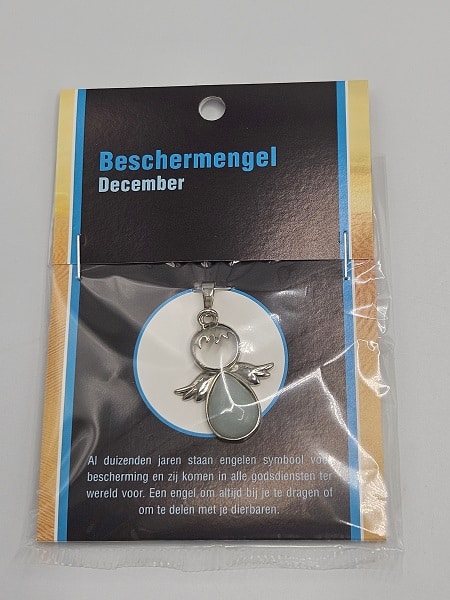 Beschermengel
December
Al duizenden jaren staan engelen symbool voor
bescherming en zij komen in alle godsdiensten ter
wereld voor. Een engel om altijd bij je te dragen of
om te delen met je dierbaren.